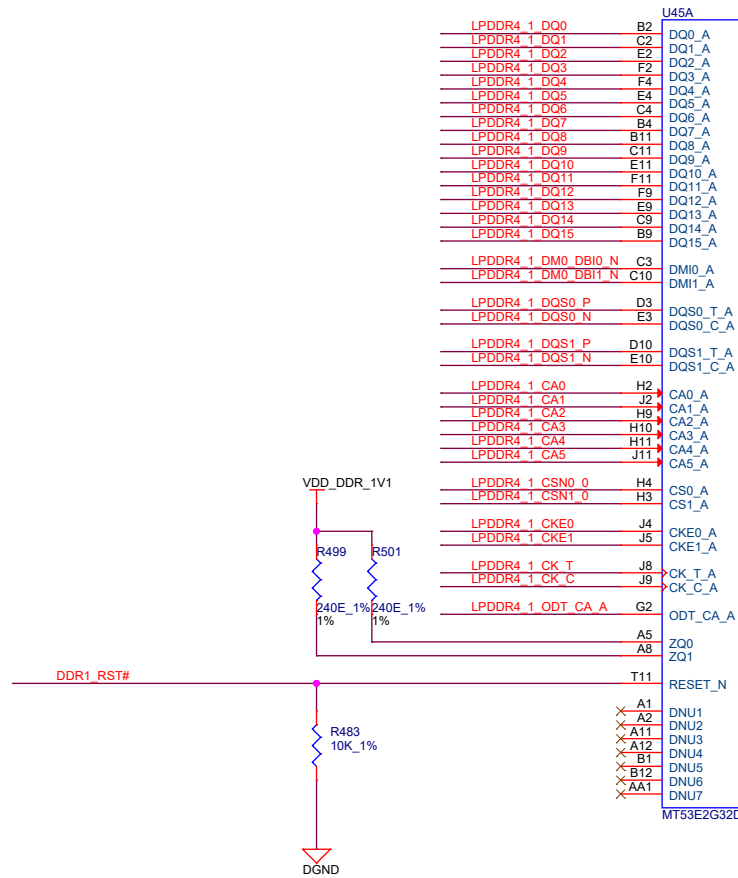 U45A
LPDDR4_1_DQ0 B2 DQ0_A
LPDDR4_1_DQ1 C2 DQ1_A
LPDDR4_1_DQ2 E2 DQ2_A
LPDDR4_1_DQ3 F2 DQ3_A
LPDDR4_1_DQ4 F4 DQ4_A
LPDDR4_1_DQ5 E4 DQ5_A
LPDDR4_1_DQ6 C4 DQ6_A
LPDDR4_1_DQ7 B4 DQ7_A
LPDDR4_1_DQ8 B11 DQ8_A
LPDDR4_1_DQ9 C11 DQ9_A
LPDDR4_1_DQ10 E11 DQ10_A
LPDDR4_1_DQ11 F11 DQ11_A
LPDDR4_1_DQ12 F9 DQ12_A
LPDDR4_1_DQ13 E9 DQ13_A
LPDDR4_1_DQ14 C9 DQ14_A
LPDDR4_1_DQ15 B9 DQ15_A
LPDDR4_1_DM0_DBI0_N C3 DMI0_A
LPDDR4_1_DM0_DBI1_N C10 DMI1_A
LPDDR4_1_DQS0_P D3 DQS0_T_A
LPDDR4_1_DQS0_N E3 DQS0_C_A
LPDDR4_1_DQS1_P D10 DQS1_T_A
LPDDR4_1_DQS1_N E10 DQS1_C_A
LPDDR4_1_CA0 H2 CA0_A
LPDDR4_1_CA1 J2 CA1_A
LPDDR4_1_CA2 H9 CA2_A
LPDDR4_1_CA3 H10 CA3_A
LPDDR4_1_CA4 H11 CA4_A
LPDDR4_1_CA5 J11 CA5_A
VDD_DDR_1V1
LPDDR4_1_CSN0_0 H4 CS0_A
LPDDR4_1_CSN1_0 H3 CS1_A
LPDDR4_1_CKE0 J4 CKE0_A
LPDDR4_1_CKE1 J5 CKE1_A
R499 R501
LPDDR4_1_CK_T J8 CK_T_A
LPDDR4_1_CK_C J9 CK_C_A
240E_1% 240E_1%
1% 1%
LPDDR4_1_ODT_CA_A G2 ODT_CA_A
A5 ZQ0
A8 ZQ1
DDR1_RST# T11 RESET_N
R483
10K_1%
A1 DNU1
A2 DNU2
A11 DNU3
A12 DNU4
B1 DNU5
B12 DNU6
AA1 DNU7
MT53E2G32D
DGND